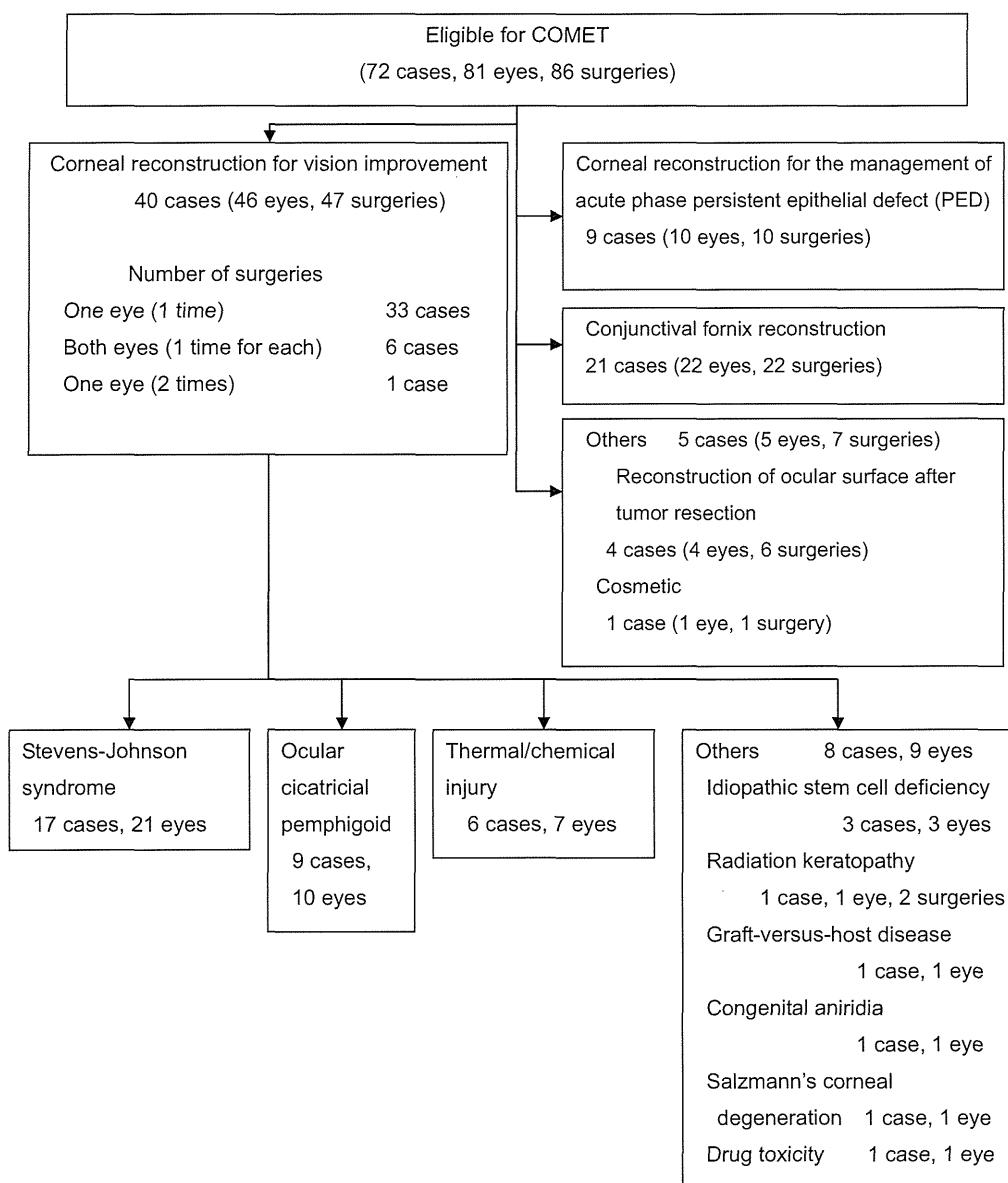 Eligible for COMET
(72 cases, 81 eyes, 86 surgeries)
Corneal reconstruction for vision improvement
40 cases (46 eyes, 47 surgeries)
Number of surgeries
One eye (1 time) 33 cases
Both eyes (1 time for each) 6 cases
One eye (2 times) 1 case
Corneal reconstruction for the management of
acute phase persistent epithelial defect (PED)
9 cases (10 eyes, 10 surgeries)
Conjunctival fornix reconstruction
21 cases (22 eyes, 22 surgeries)
Others 5 cases (5 eyes, 7 surgeries)
Reconstruction of ocular surface after
tumor resection
4 cases (4 eyes, 6 surgeries)
Cosmetic
1 case (1 eye, 1 surgery)
Stevens-Johnson
syndrome
17 cases, 21 eyes
Ocular
cicatricial
pemphigoid
9 cases,
10 eyes
Thermal/chemical
injury
6 cases, 7 eyes
Others 8 cases, 9 eyes
Idiopathic stem cell deficiency
3 cases, 3 eyes
Radiation keratopathy
1 case, 1 eye, 2 surgeries
Graft-versus-host disease
1 case, 1 eye
Congenital aniridia
1 case, 1 eye
Salzmann's corneal
degeneration 1 case, 1 eye
Drug toxicity 1 case, 1 eye